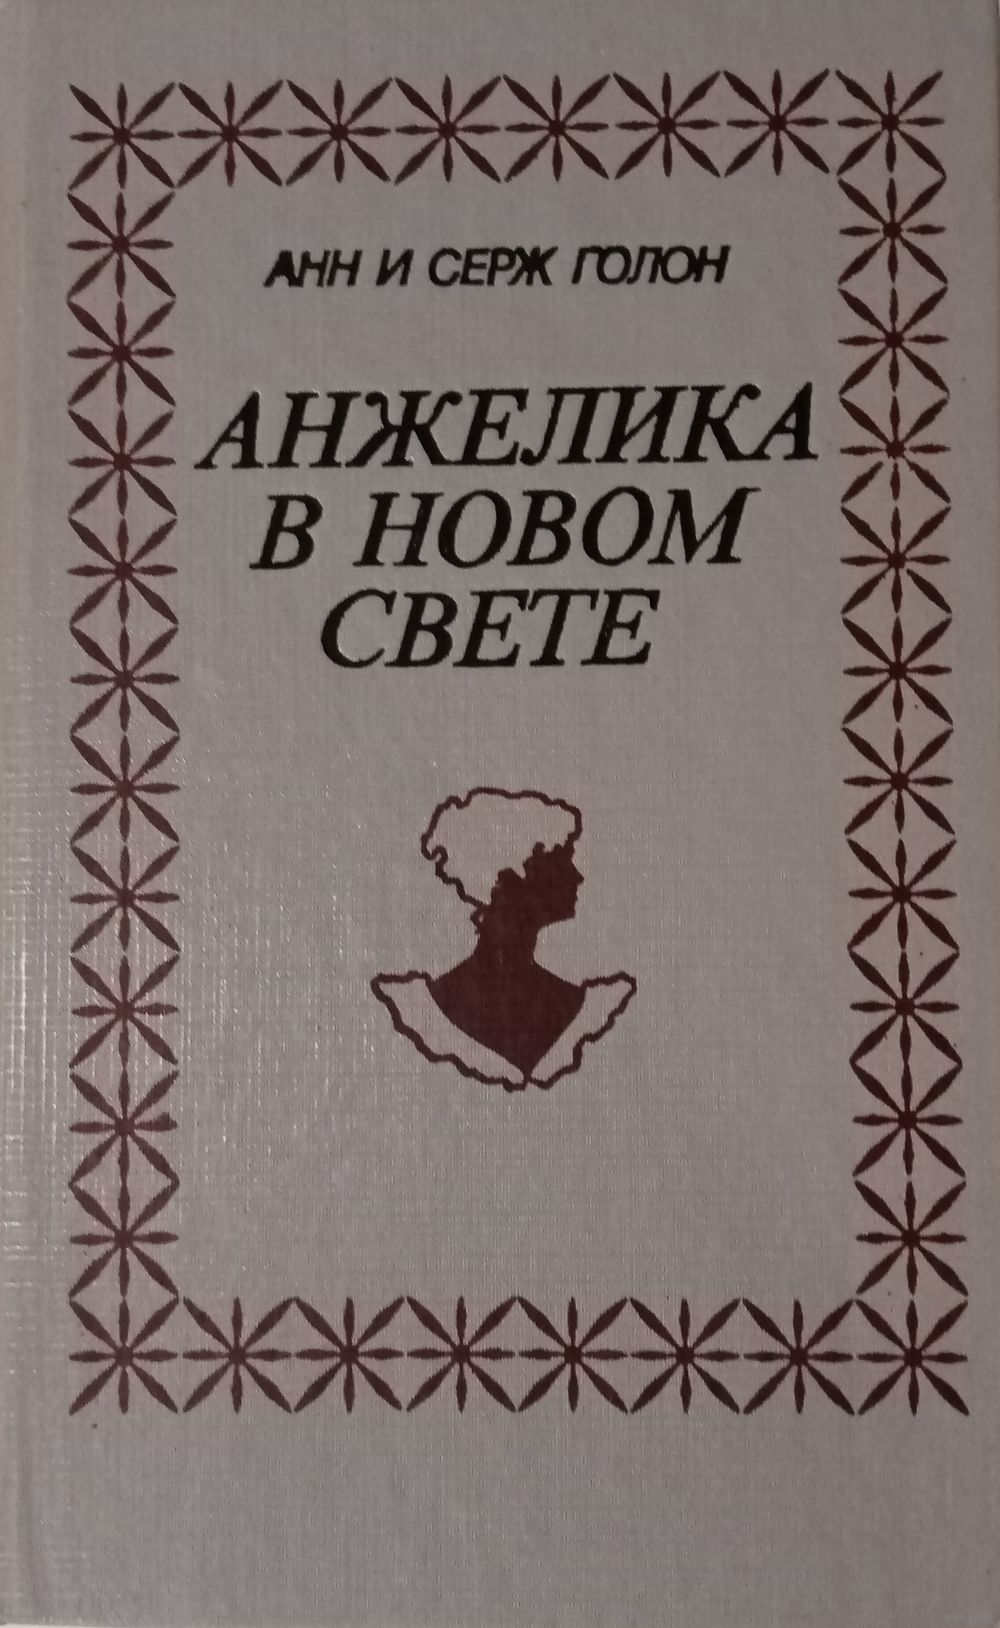 АНН И СЕРЖ ГОЛОН
АНЖЕЛИКА
В НОВОМ
СВЕТЕ